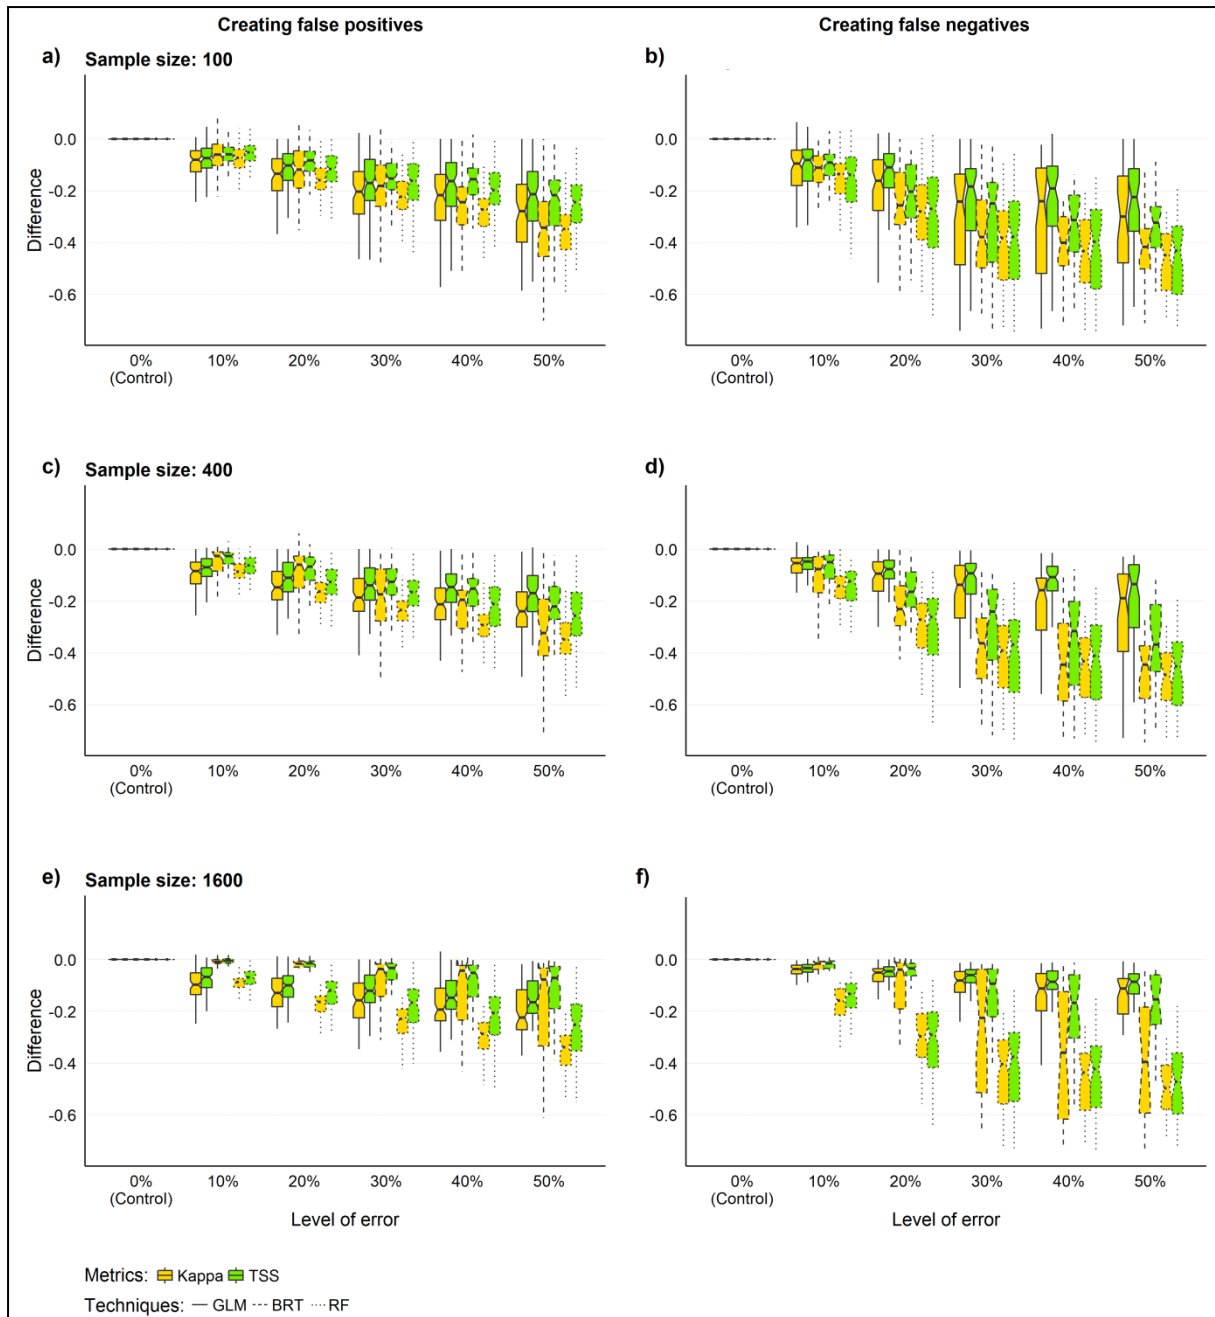 Creating false positives
Creating false negatives
a) Sample size: 100
b)
0.0
-0.2
-0.4
-0.6
Difference
0% (Control) 10% 20% 30% 40% 50%
0% (Control) 10% 20% 30% 40% 50%
0.0
-0.2
-0.4
-0.6
c) Sample size: 400
d)
0.0
-0.2
-0.4
-0.6
Difference
0% (Control) 10% 20% 30% 40% 50%
0.0
-0.2
-0.4
-0.6
0% (Control) 10% 20% 30% 40% 50%
e) Sample size: 1600
f)
0.0
-0.2
-0.4
-0.6
Difference
0% (Control) 10% 20% 30% 40% 50%
Level of error
0.0
-0.2
-0.4
-0.6
0% (Control) 10% 20% 30% 40% 50%
Level of error
Metrics: Kappa TSS
Techniques: GLM BRT RF